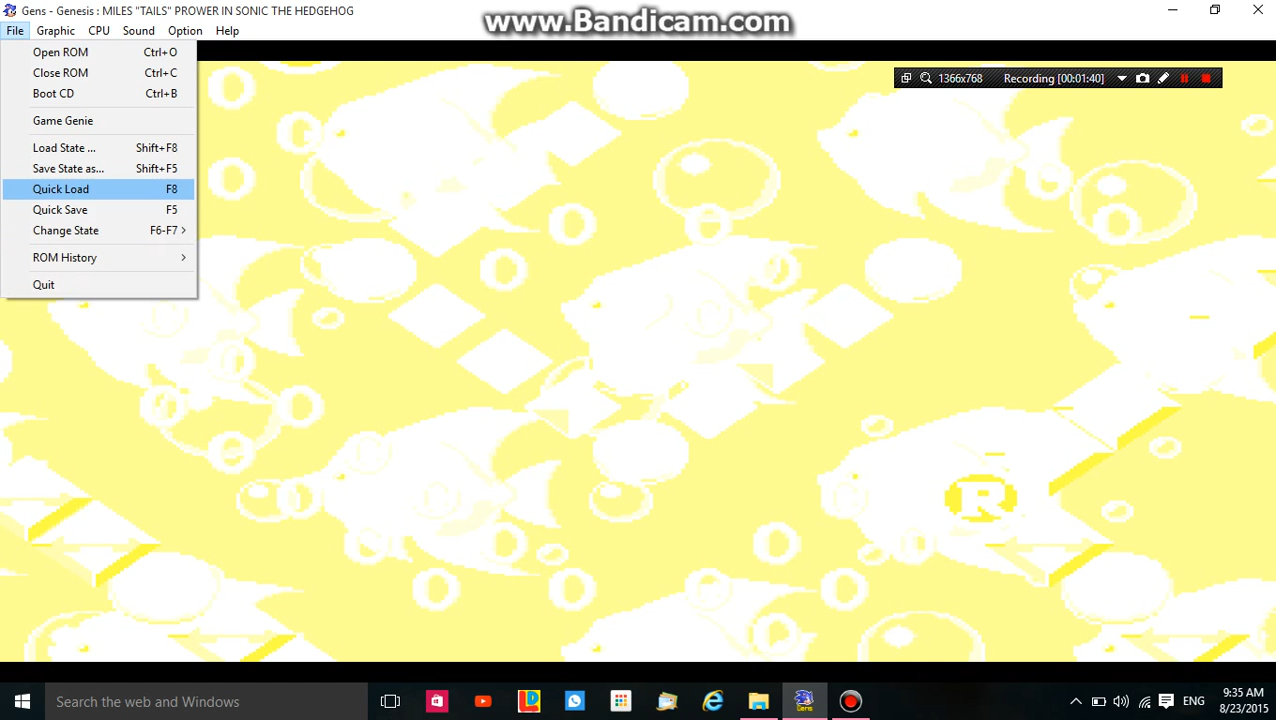 Gens - Genesis : MILES "TAILS" PROWER IN SONIC THE HEDGEHOG
www.Bandicam.com
File Graphic CPU Sound Option Help
Open ROM Ctrl+O
Close ROM Ctrl+C
Boot CD Ctrl+B
Game Genie
Load State ... Shift+F8
Save State as... Shift+F5
Quick Load F8
Quick Save F5
Change State F6-F7
ROM History
Quit
1366x768 Recording [00:01:40]
R
Search the web and Windows
Gens
ENG
9:35 AM
8/23/2015